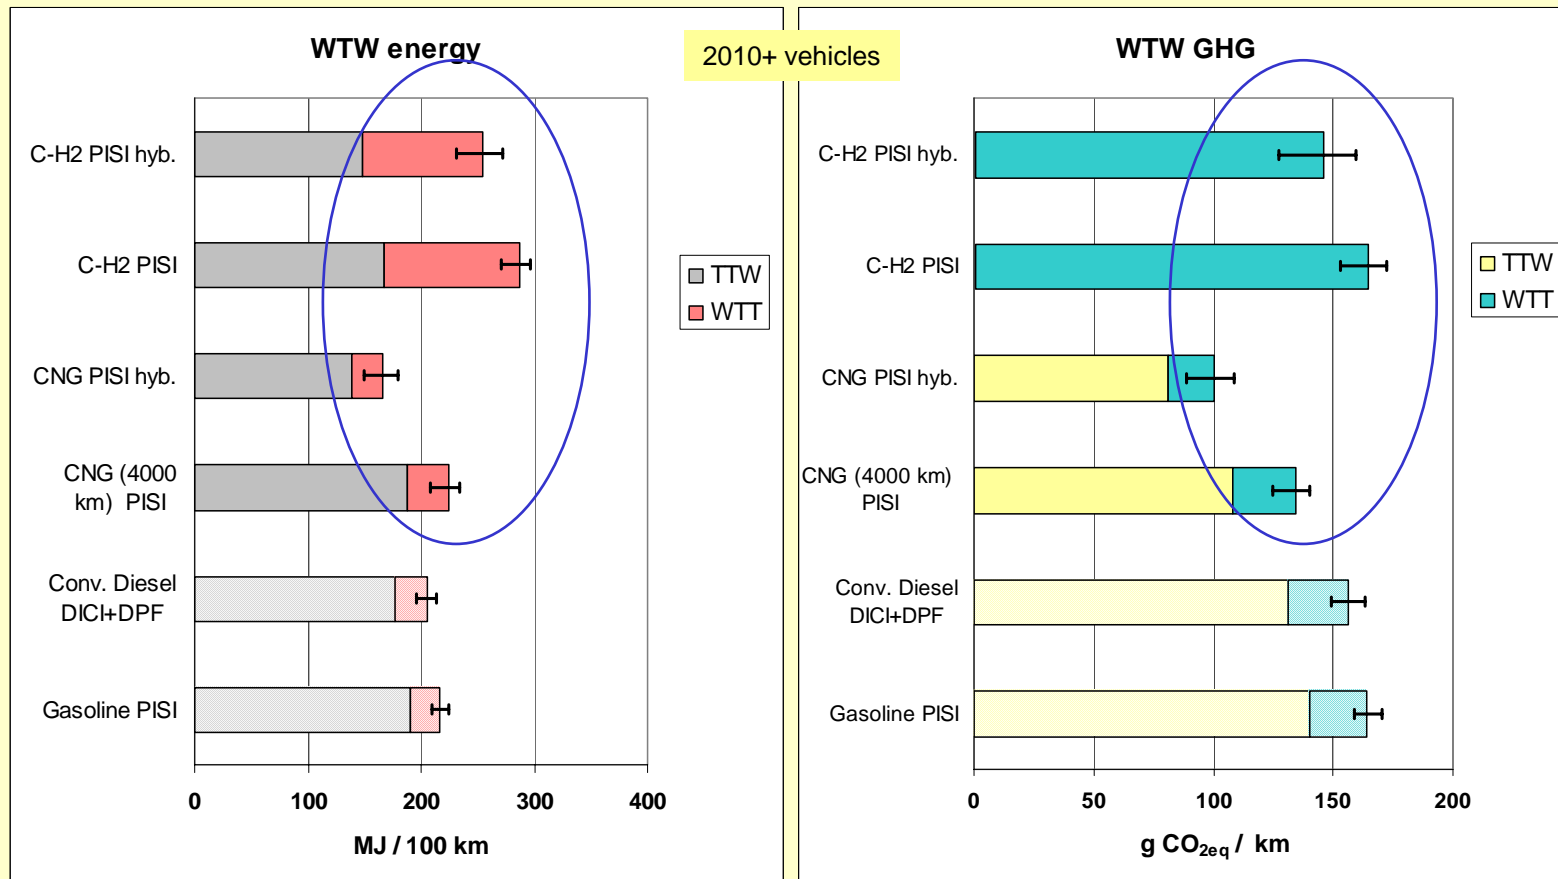 WTW energy
2010+ vehicles
WTW GHG
C-H2 PISI hyb.
C-H2 PISI
CNG PISI hyb.
CNG (4000
km) PISI
Conv. Diesel
DICI+DPF
Gasoline PISI
TTW
WTT
0 100 200 300 400
MJ / 100 km
C-H2 PISI hyb.
C-H2 PISI
CNG PISI hyb.
CNG (4000 km)
PISI
Conv. Diesel
DICI+DPF
Gasoline PISI
TTW
WTT
0 50 100 150 200
g CO2eq / km